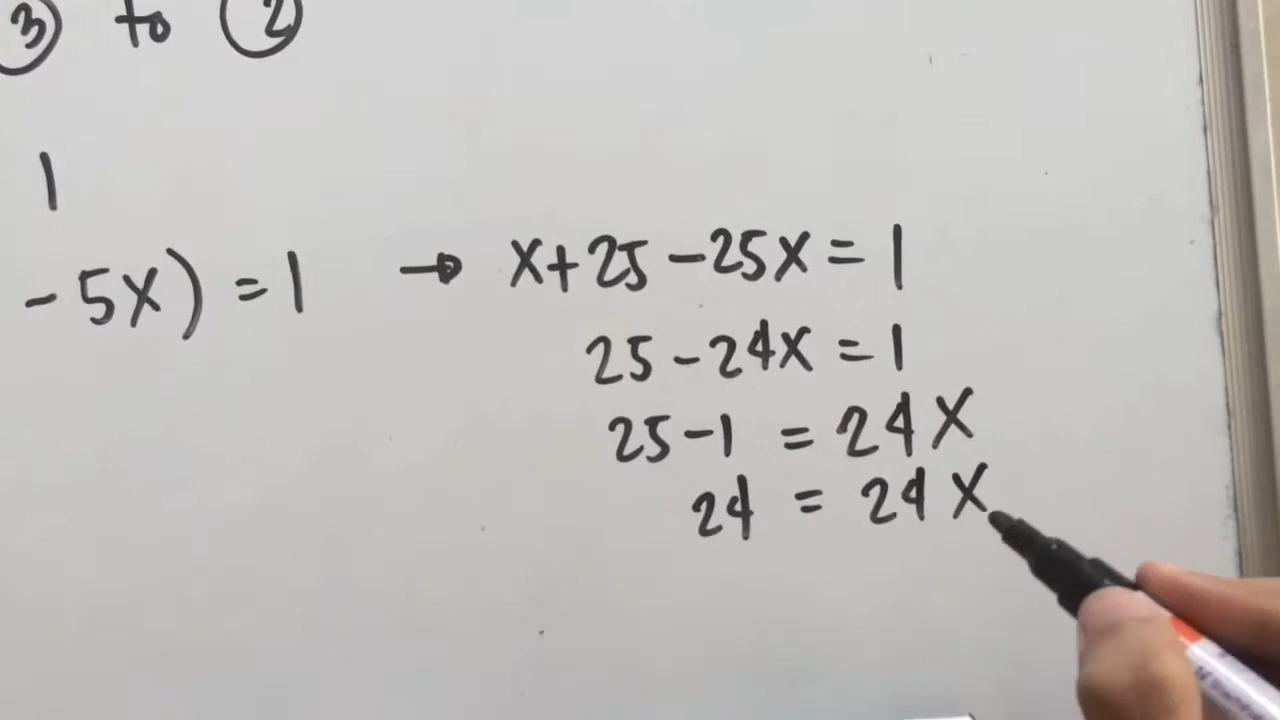 ③ to ②
1
- 5x) = 1 → x + 25 - 25x = 1
25 - 24x = 1
25 - 1 = 24x
24 = 24x